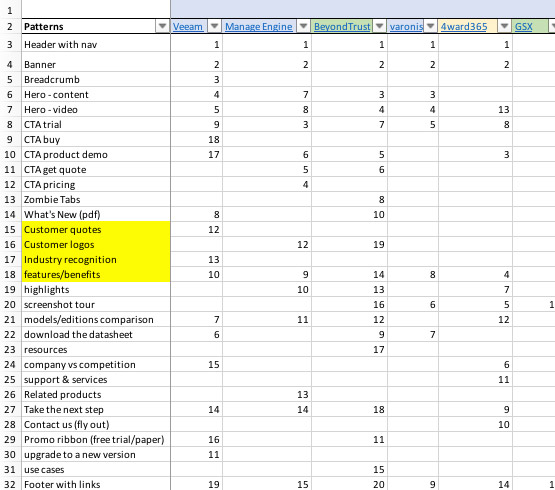 1
2 Patterns Veeam Manage Engine BeyondTrust varonis 4ward365 GSX
3 Header with nav 1 1 1 1 1
4 Banner 2 2 2 2 2
5 Breadcrumb 3
6 Hero - content 4 7 3 3
7 Hero - video 5 8 4 4 13
8 CTA trial 9 3 7 5 8
9 CTA buy 18
10 CTA product demo 17 6 5 3
11 CTA get quote 5 6
12 CTA pricing 4
13 Zombie Tabs 8
14 What's New (pdf) 8 10
15 Customer quotes 12
16 Customer logos 12 19
17 Industry recognition 13
18 features/benefits 10 9 14 8 4
19 highlights 10 13 7
20 screenshot tour 16 6 5 1
21 models/editions comparison 7 11 12 12
22 download the datasheet 6 9 7
23 resources 17
24 company vs competition 15 6
25 support & services 11
26 Related products 13
27 Take the next step 14 14 18 9
28 Contact us (fly out) 10
29 Promo ribbon (free trial/paper) 16 11
30 upgrade to a new version 11
31 use cases 15
32 Footer with links 19 15 20 9 14 1